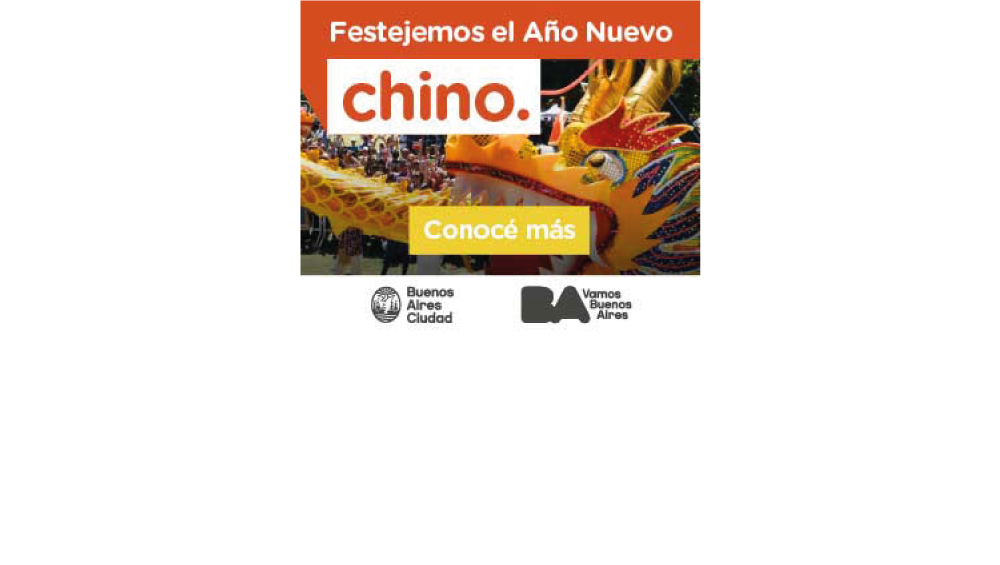 Festejemos el Año Nuevo
chino.
Conocé más
Buenos
Aires
Ciudad
BA
Vamos
Buenos
Aires